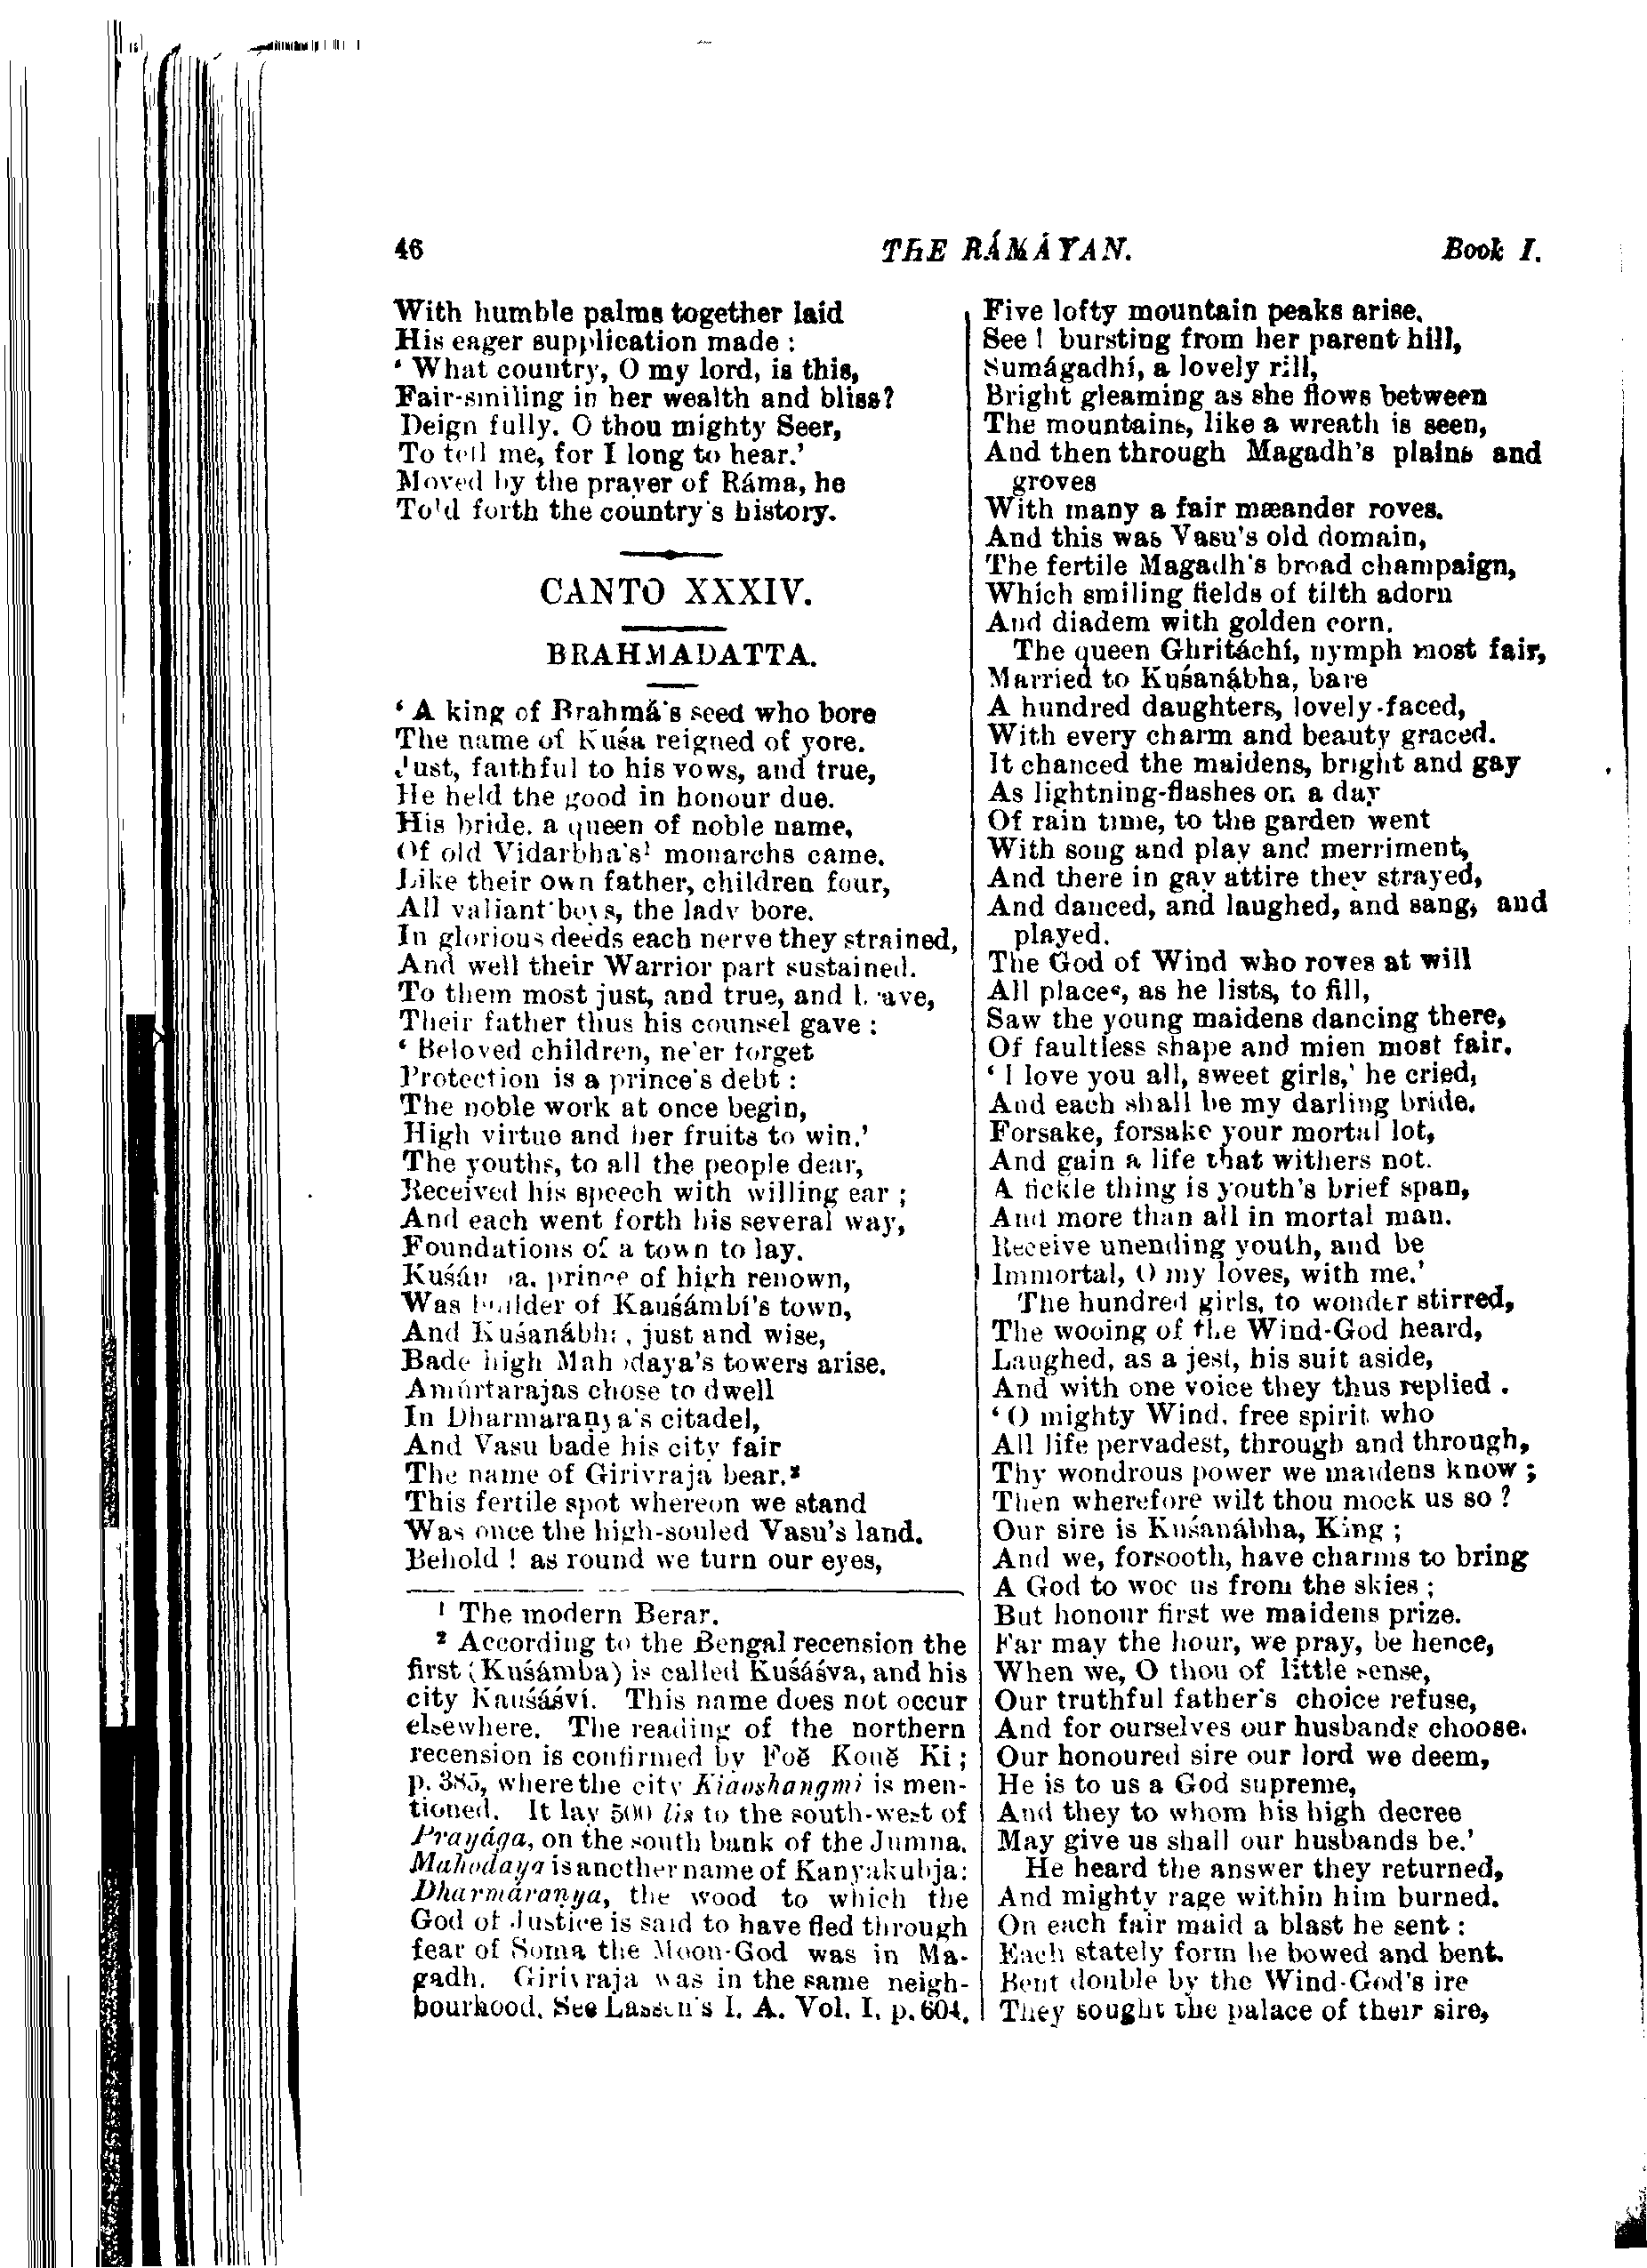 46
THE RÁMÁYAN.
Book I.
With humble palms together laid
His eager supplication made :
‘ What country, O my lord, is this,
Fair-smiling in her wealth and bliss?
Deign fully. O thou mighty Seer,
To tell me, for I long to hear.’
Moved by the prayer of Ráma, he
Told forth the country's history.
CANTO XXXIV.
BRAHMADATTA.
‘ A king of Brahmá's seed who bore
The name of Kuśa reigned of yore.
Just, faithful to his vows, and true,
He held the good in honour due.
His bride. a queen of noble name,
Of old Vidarbha's¹ monarchs came.
Like their own father, children four,
All valiant boys, the lady bore.
In glorious deeds each nerve they strained,
And well their Warrior part sustained.
To them most just, and true, and brave,
Their father thus his counsel gave :
‘ Beloved children, ne'er forget
Protection is a prince's debt :
The noble work at once begin,
High virtue and her fruits to win.’
The youths, to all the people dear,
Received his speech with willing ear ;
And each went forth his several way,
Foundations of a town to lay.
prince of high renown,
Was builder of Kauśámbí's town,
And Kuśanábha, just and wise,
Bade high Mahodaya's towers arise.
Amúrtarajas chose to dwell
In Dharmaraṇya's citadel,
And Vasu bade his city fair
The name of Girivraja bear.²
This fertile spot whereon we stand
Was once the high-souled Vasu's land.
Behold ! as round we turn our eyes,
¹ The modern Berar.
² According to the Bengal recension the
first (Kuśámba) is called Kuśáśva, and his
city Kauśáśví. This name does not occur
elsewhere. The reading of the northern
recension is confirmed by Foĕ Kouĕ Ki ;
p. 385, where the city Kiaoshangmi is men-
tioned. It lay 500 lis to the south-west of
Prayága, on the south bank of the Jumna.
Mahodaya is another name of Kanyakubja:
Dharmáraṇya, the wood to which the
God of Justice is said to have fled through
fear of Soma the Moon-God was in Ma-
gadh. Girivraja was in the same neigh-
bourhood. See Lassen's I. A. Vol. I, p. 604.
Five lofty mountain peaks arise.
See ! bursting from her parent hill,
Sumágadhí, a lovely rill,
Bright gleaming as she flows between
The mountains, like a wreath is seen,
And then through Magadh's plains and
groves
With many a fair mæander roves.
And this was Vasu's old domain,
The fertile Magadh's broad champaign,
Which smiling fields of tilth adorn
And diadem with golden corn.
The queen Ghritáchí, nymph most fair,
Married to Kuśanábha, bare
A hundred daughters, lovely-faced,
With every charm and beauty graced.
It chanced the maidens, bright and gay
As lightning-flashes on a day
Of rain time, to the garden went
With song and play and merriment,
And there in gay attire they strayed,
And danced, and laughed, and sang, and
played.
The God of Wind who roves at will
All places, as he lists, to fill,
Saw the young maidens dancing there,
Of faultless shape and mien most fair.
‘ I love you all, sweet girls,’ he cried,
And each shall be my darling bride.
Forsake, forsake your mortal lot,
And gain a life that withers not.
A fickle thing is youth's brief span,
And more than all in mortal man.
Receive unending youth, and be
Immortal, O my loves, with me.’
The hundred girls, to wonder stirred,
The wooing of the Wind-God heard,
Laughed, as a jest, his suit aside,
And with one voice they thus replied .
‘ O mighty Wind. free spirit who
All life pervadest, through and through,
Thy wondrous power we maidens know ;
Then wherefore wilt thou mock us so ?
Our sire is Kuśanábha, King ;
And we, forsooth, have charms to bring
A God to woo us from the skies ;
But honour first we maidens prize.
Far may the hour, we pray, be hence,
When we, O thou of little sense,
Our truthful father's choice refuse,
And for ourselves our husbands choose.
Our honoured sire our lord we deem,
He is to us a God supreme,
And they to whom his high decree
May give us shall our husbands be.’
He heard the answer they returned,
And mighty rage within him burned.
On each fair maid a blast he sent :
Each stately form he bowed and bent.
Bent double by the Wind-God's ire
They sought the palace of their sire,